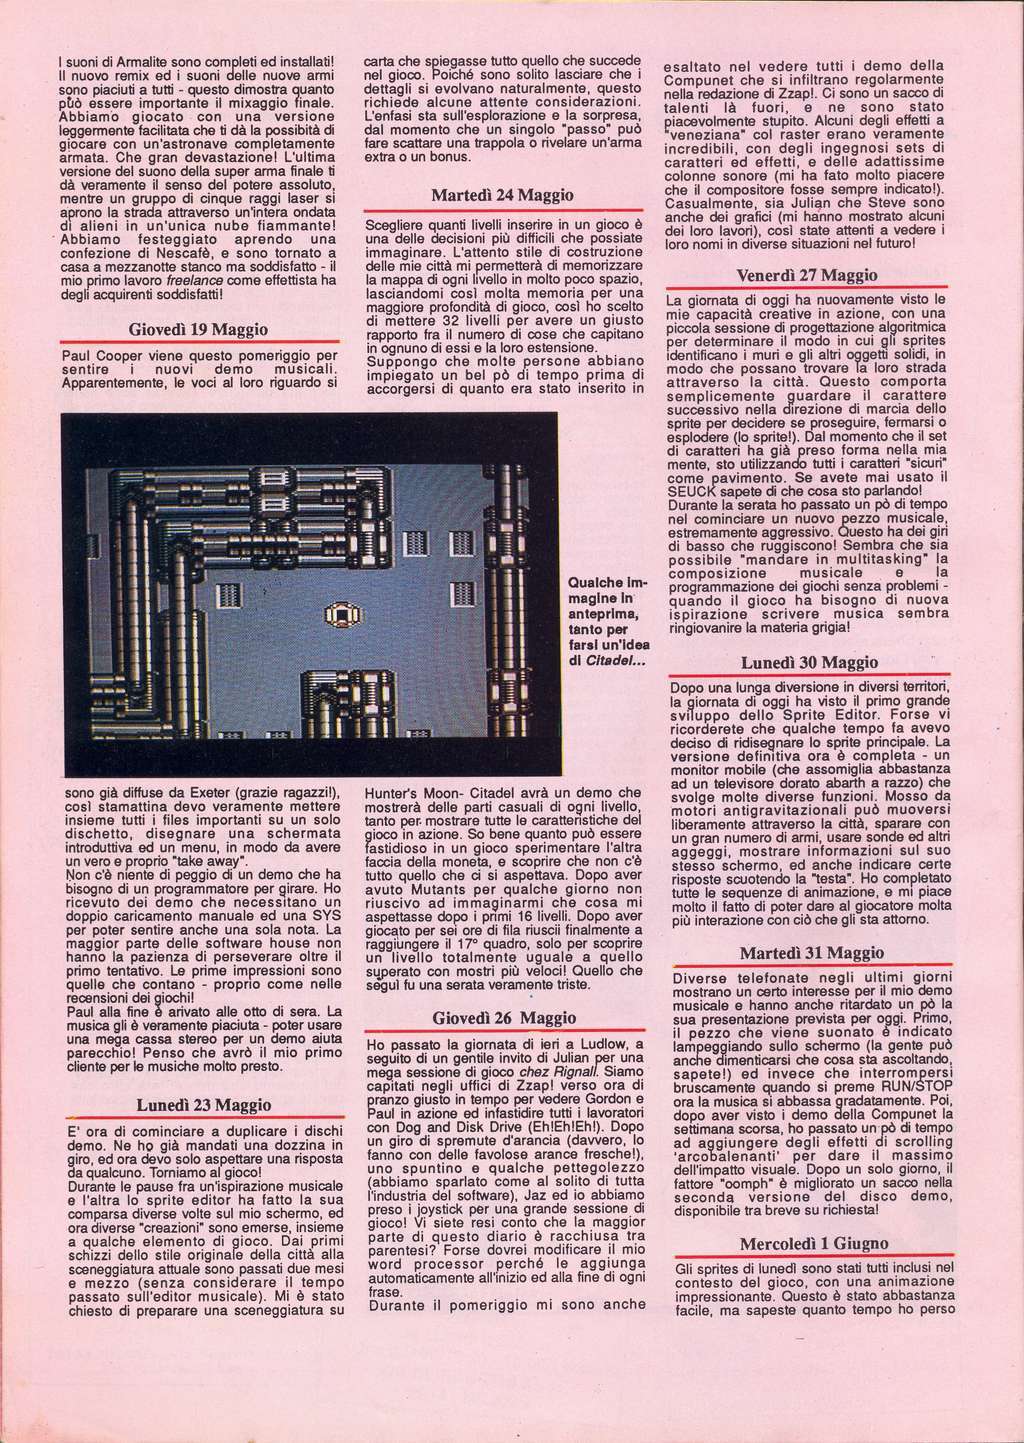 I suoni di Armalite sono completi ed installati!
Il nuovo remix ed i suoni delle nuove armi
sono piaciuti a tutti - questo dimostra quanto
può essere importante il mixaggio finale.
Abbiamo giocato con una versione
leggermente facilitata che ti dà la possibità di
giocare con un'astronave completamente
armata. Che gran devastazione! L'ultima
versione del suono della super arma finale ti
dà veramente il senso del potere assoluto,
mentre un gruppo di cinque raggi laser si
aprono la strada attraverso un'intera ondata
di alieni in un'unica nube fiammante!
Abbiamo festeggiato aprendo una
confezione di Nescafè, e sono tornato a
casa a mezzanotte stanco ma soddisfatto - il
mio primo lavoro freelance come effettista ha
degli acquirenti soddisfatti!
Giovedì 19 Maggio
Paul Cooper viene questo pomeriggio per
sentire i nuovi demo musicali.
Apparentemente, le voci al loro riguardo si
sono già diffuse da Exeter (grazie ragazzi!),
così stamattina devo veramente mettere
insieme tutti i files importanti su un solo
dischetto, disegnare una schermata
introduttiva ed un menu, in modo da avere
un vero e proprio "take away".
Non c'è niente di peggio di un demo che ha
bisogno di un programmatore per girare. Ho
ricevuto dei demo che necessitano un
doppio caricamento manuale ed una SYS
per poter sentire anche una sola nota. La
maggior parte delle software house non
hanno la pazienza di perseverare oltre il
primo tentativo. Le prime impressioni sono
quelle che contano - proprio come nelle
recensioni dei giochi!
Paul alla fine è arivato alle otto di sera. La
musica gli è veramente piaciuta - poter usare
una mega cassa stereo per un demo aiuta
parecchio! Penso che avrò il mio primo
cliente per le musiche molto presto.
Lunedì 23 Maggio
E' ora di cominciare a duplicare i dischi
demo. Ne ho già mandati una dozzina in
giro, ed ora devo solo aspettare una risposta
da qualcuno. Torniamo al gioco!
Durante le pause fra un'ispirazione musicale
e l'altra lo sprite editor ha fatto la sua
comparsa diverse volte sul mio schermo, ed
ora diverse "creazioni" sono emerse, insieme
a qualche elemento di gioco. Dai primi
schizzi dello stile originale della città alla
sceneggiatura attuale sono passati due mesi
e mezzo (senza considerare il tempo
passato sull'editor musicale). Mi è stato
chiesto di preparare una sceneggiatura su
carta che spiegasse tutto quello che succede
nel gioco. Poiché sono solito lasciare che i
dettagli si evolvano naturalmente, questo
richiede alcune attente considerazioni.
L'enfasi sta sull'esplorazione e la sorpresa,
dal momento che un singolo "passo" può
fare scattare una trappola o rivelare un'arma
extra o un bonus.
Martedì 24 Maggio
Scegliere quanti livelli inserire in un gioco è
una delle decisioni più difficili che possiate
immaginare. L'attento stile di costruzione
delle mie città mi permetterà di memorizzare
la mappa di ogni livello in molto poco spazio,
lasciandomi così molta memoria per una
maggiore profondità di gioco, così ho scelto
di mettere 32 livelli per avere un giusto
rapporto fra il numero di cose che capitano
in ognuno di essi e la loro estensione.
Suppongo che molte persone abbiano
impiegato un bel pò di tempo prima di
accorgersi di quanto era stato inserito in
Qualche im-
magine in
anteprima,
tanto per
farsi un'idea
di Citadel...
Hunter's Moon- Citadel avrà un demo che
mostrerà delle parti casuali di ogni livello,
tanto per mostrare tutte le caratteristiche del
gioco in azione. So bene quanto può essere
fastidioso in un gioco sperimentare l'altra
faccia della moneta, e scoprire che non c'è
tutto quello che ci si aspettava. Dopo aver
avuto Mutants per qualche giorno non
riuscivo ad immaginarmi che cosa mi
aspettasse dopo i primi 16 livelli. Dopo aver
giocato per sei ore di fila riuscii finalmente a
raggiungere il 17° quadro, solo per scoprire
un livello totalmente uguale a quello
superato con mostri più veloci! Quello che
seguì fu una serata veramente triste.
Giovedì 26 Maggio
Ho passato la giornata di ieri a Ludlow, a
seguito di un gentile invito di Julian per una
mega sessione di gioco chez Rignall. Siamo
capitati negli uffici di Zzap! verso ora di
pranzo giusto in tempo per vedere Gordon e
Paul in azione ed infastidire tutti i lavoratori
con Dog and Disk Drive (Eh!Eh!Eh!). Dopo
un giro di spremute d'arancia (davvero, lo
fanno con delle favolose arance fresche!),
uno spuntino e qualche pettegolezzo
(abbiamo sparlato come al solito di tutta
l'industria del software), Jaz ed io abbiamo
preso i joystick per una grande sessione di
gioco! Vi siete resi conto che la maggior
parte di questo diario è racchiusa tra
parentesi? Forse dovrei modificare il mio
word processor perché le aggiunga
automaticamente all'inizio ed alla fine di ogni
frase.
Durante il pomeriggio mi sono anche
esaltato nel vedere tutti i demo della
Compunet che si infiltrano regolarmente
nella redazione di Zzap!. Ci sono un sacco di
talenti là fuori, e ne sono stato
piacevolmente stupito. Alcuni degli effetti a
"veneziana" col raster erano veramente
incredibili, con degli ingegnosi sets di
caratteri ed effetti, e delle adattissime
colonne sonore (mi ha fato molto piacere
che il compositore fosse sempre indicato!).
Casualmente, sia Julian che Steve sono
anche dei grafici (mi hanno mostrato alcuni
dei loro lavori), così state attenti a vedere i
loro nomi in diverse situazioni nel futuro!
Venerdì 27 Maggio
La giornata di oggi ha nuovamente visto le
mie capacità creative in azione, con una
piccola sessione di progettazione algoritmica
per determinare il modo in cui gli sprites
identificano i muri e gli altri oggetti solidi, in
modo che possano trovare la loro strada
attraverso la città. Questo comporta
semplicemente guardare il carattere
successivo nella direzione di marcia dello
sprite per decidere se proseguire, fermarsi o
esplodere (lo sprite!). Dal momento che il set
di caratteri ha già preso forma nella mia
mente, sto utilizzando tutti i caratteri "sicuri"
come pavimento. Se avete mai usato il
SEUCK sapete di che cosa sto parlando!
Durante la serata ho passato un pò di tempo
nel cominciare un nuovo pezzo musicale,
estremamente aggressivo. Questo ha dei giri
di basso che ruggiscono! Sembra che sia
possibile "mandare in multitasking" la
composizione musicale e la
programmazione dei giochi senza problemi -
quando il gioco ha bisogno di nuova
ispirazione scrivere musica sembra
ringiovanire la materia grigia!
Lunedì 30 Maggio
Dopo una lunga diversione in diversi territori,
la giornata di oggi ha visto il primo grande
sviluppo dello Sprite Editor. Forse vi
ricorderete che qualche tempo fa avevo
deciso di ridisegnare lo sprite principale. La
versione definitiva ora è completa - un
monitor mobile (che assomiglia abbastanza
ad un televisore dorato abarth a razzo) che
svolge molte diverse funzioni. Mosso da
motori antigravitazionali può muoversi
liberamente attraverso la città, sparare con
un gran numero di armi, usare sonde ed altri
aggeggi, mostrare informazioni sul suo
stesso schermo, ed anche indicare certe
risposte scuotendo la "testa". Ho completato
tutte le sequenze di animazione, e mi piace
molto il fatto di poter dare al giocatore molta
più interazione con ciò che gli sta attorno.
Martedì 31 Maggio
Diverse telefonate negli ultimi giorni
mostrano un certo interesse per il mio demo
musicale e hanno anche ritardato un pò la
sua presentazione prevista per oggi. Primo,
il pezzo che viene suonato è indicato
lampeggiando sullo schermo (la gente può
anche dimenticarsi che cosa sta ascoltando,
sapete!) ed invece che interrompersi
bruscamente quando si preme RUN/STOP
ora la musica si abbassa gradatamente. Poi,
dopo aver visto i demo della Compunet la
settimana scorsa, ho passato un pò di tempo
ad aggiungere degli effetti di scrolling
'arcobalenanti' per dare il massimo
dell'impatto visuale. Dopo un solo giorno, il
fattore "oomph" è migliorato un sacco nella
seconda versione del disco demo,
disponibile tra breve su richiesta!
Mercoledì 1 Giugno
Gli sprites di lunedì sono stati tutti inclusi nel
contesto del gioco, con una animazione
impressionante. Questo è stato abbastanza
facile, ma sapeste quanto tempo ho perso